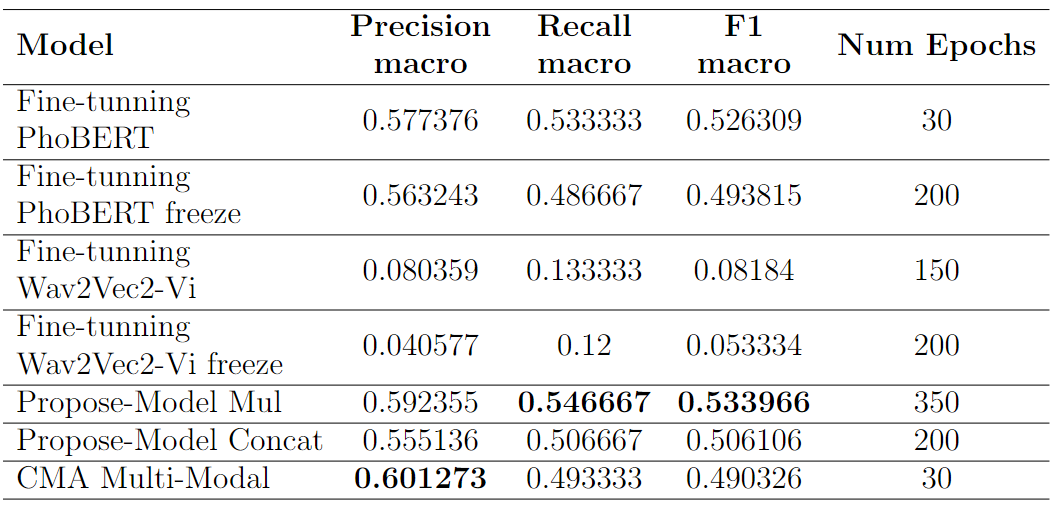 Model Precision macro Recall macro F1 macro Num Epochs
Fine-tunning
PhoBERT 0.577376 0.533333 0.526309 30
Fine-tunning
PhoBERT freeze 0.563243 0.486667 0.493815 200
Fine-tunning
Wav2Vec2-Vi 0.080359 0.133333 0.08184 150
Fine-tunning
Wav2Vec2-Vi freeze 0.040577 0.12 0.053334 200
Propose-Model Mul 0.592355 0.546667 0.533966 350
Propose-Model Concat 0.555136 0.506667 0.506106 200
CMA Multi-Modal 0.601273 0.493333 0.490326 30